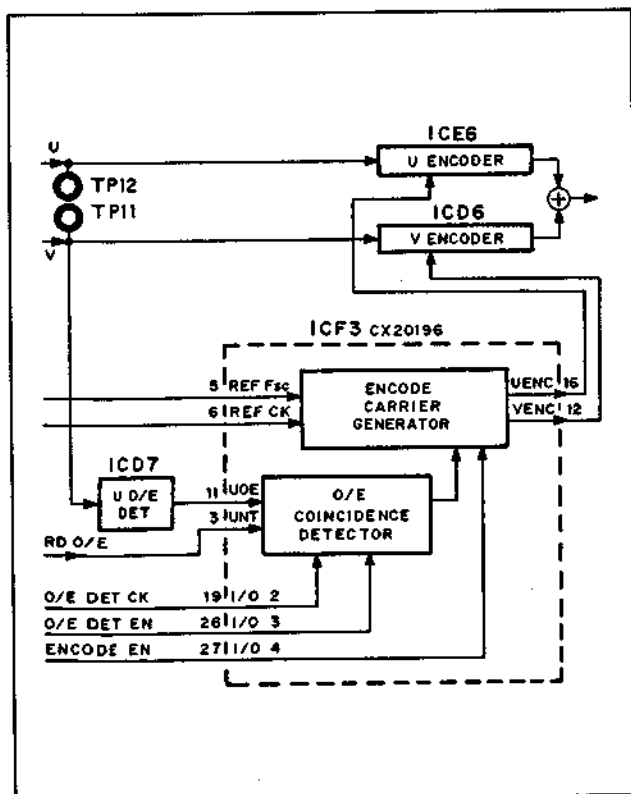 U
ICE6
U ENCODER
TP12
TP11
ICD6
V ENCODER
V
ICF3 CX20196
5 REF Fsc
6 REF CK
ENCODE
CARRIER
GENERATOR
UENC 16
VENC 12
ICD7
U O/E
DET
11 UOE
3 UNT
O/E
COINCIDENCE
DETECTOR
RD O/E
O/E DET CK 19 I/O 2
O/E DET EN 26 I/O 3
ENCODE EN 27 I/O 4